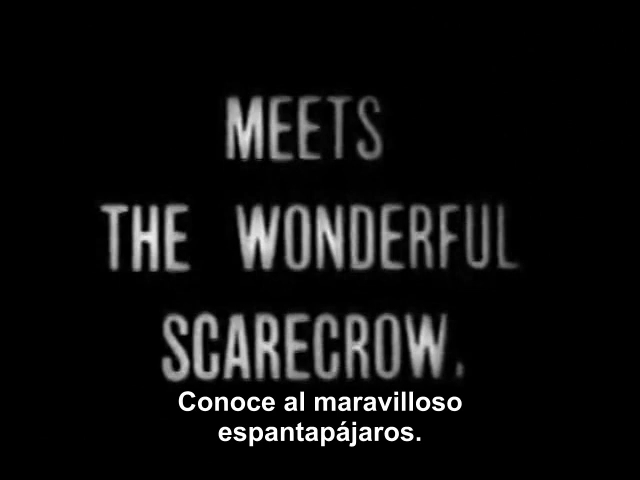 MEETS
THE WONDERFUL
SCARECROW.
Conoce al maravilloso
espantapájaros.